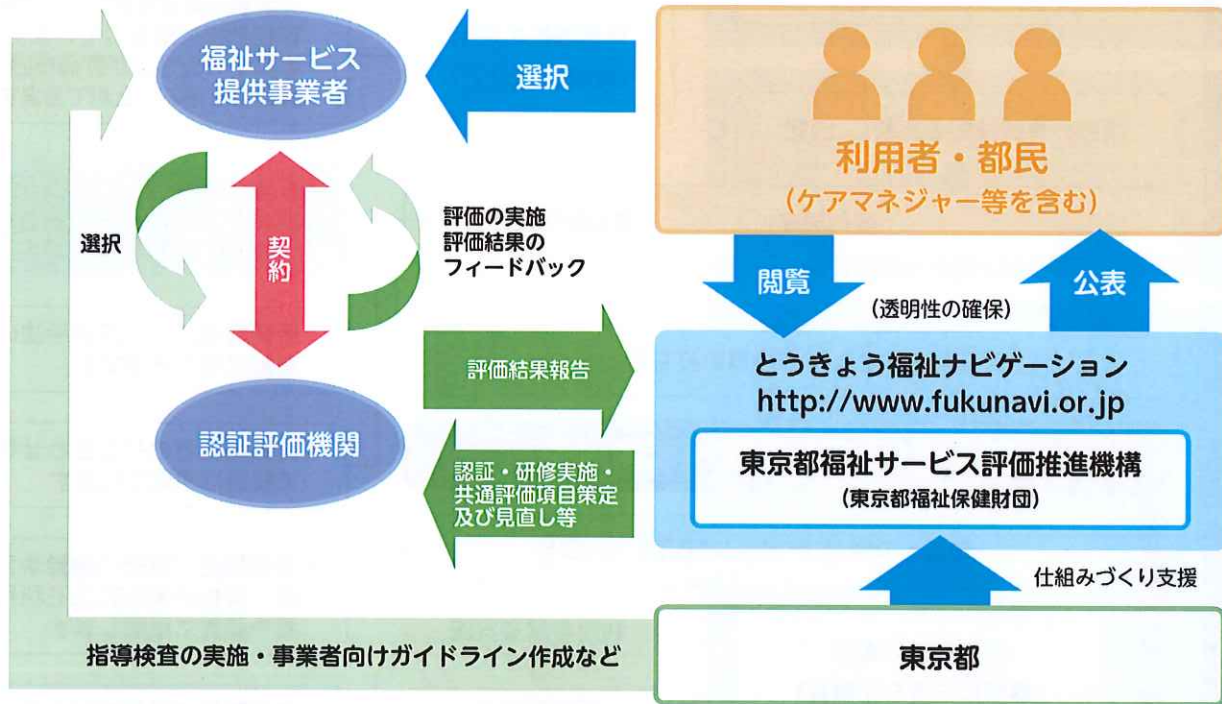 福祉サービス
提供事業者
選択
利用者・都民
(ケアマネジャー等を含む)
選択
契約
評価の実施
評価結果の
フィードバック
閲覧
(透明性の確保)
公表
評価結果報告
とうきょう福祉ナビゲーション
http://www.fukunavi.or.jp
認証評価機関
東京都福祉サービス評価推進機構
(東京都福祉保健財団)
認証・研修実施・
共通評価項目策定
及び見直し等
仕組みづくり支援
指導検査の実施・事業者向けガイドライン作成など
東京都